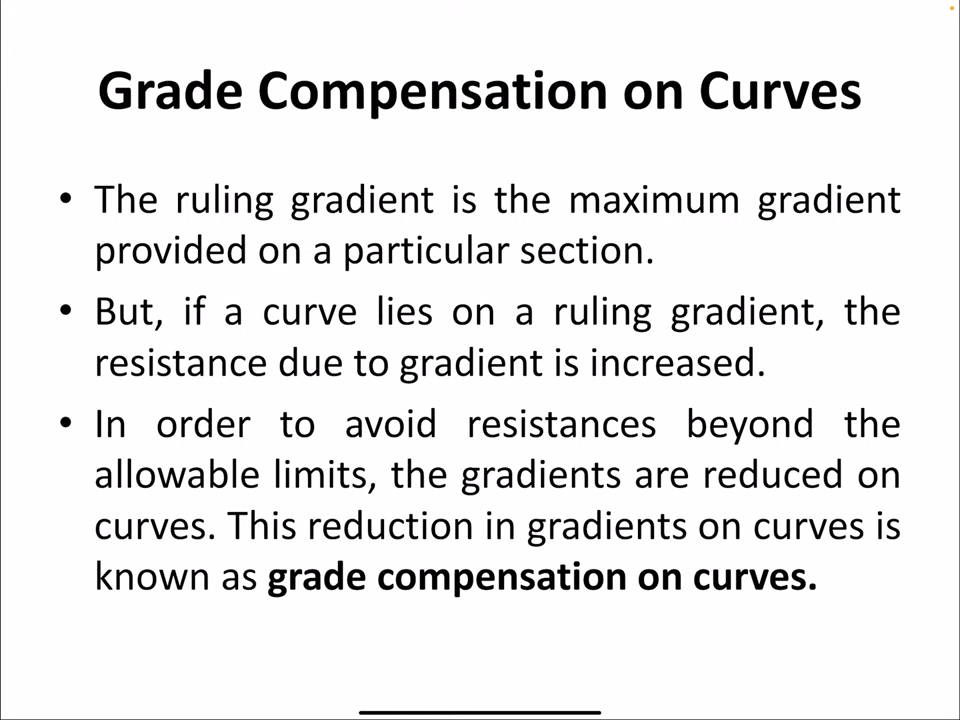 Grade Compensation on Curves
• The ruling gradient is the maximum gradient
provided on a particular section.
• But, if a curve lies on a ruling gradient, the
resistance due to gradient is increased.
• In order to avoid resistances beyond the
allowable limits, the gradients are reduced on
curves. This reduction in gradients on curves is
known as grade compensation on curves.